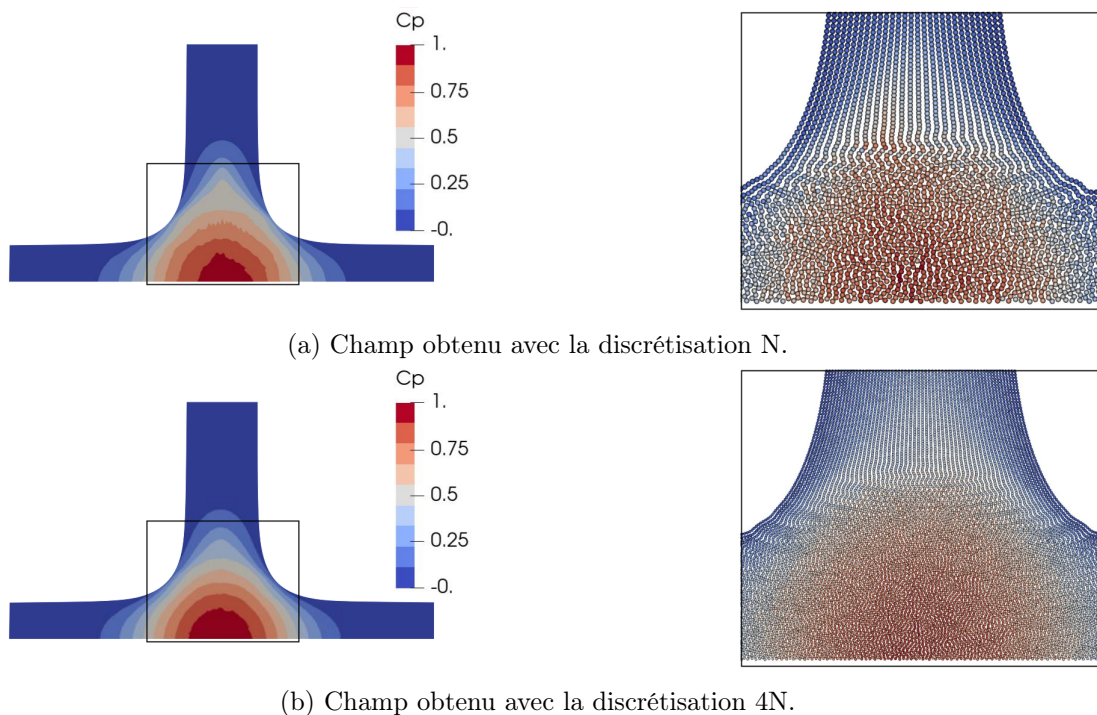 Cp
1.
0.75
0.5
0.25
-0.
(a) Champ obtenu avec la discrétisation N.
Cp
1.
0.75
0.5
0.25
-0.
(b) Champ obtenu avec la discrétisation 4N.